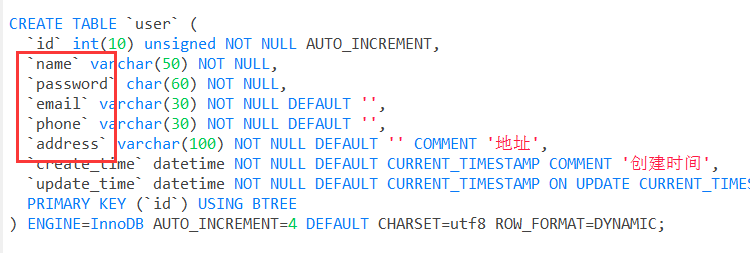 CREATE TABLE `user` (
`id` int(10) unsigned NOT NULL AUTO_INCREMENT,
`name` varchar(50) NOT NULL,
`password` char(60) NOT NULL,
`email` varchar(30) NOT NULL DEFAULT '',
`phone` varchar(30) NOT NULL DEFAULT '',
`address` varchar(100) NOT NULL DEFAULT '' COMMENT '地址',
`create_time` datetime NOT NULL DEFAULT CURRENT_TIMESTAMP COMMENT '创建时间',
`update_time` datetime NOT NULL DEFAULT CURRENT_TIMESTAMP ON UPDATE CURRENT_TIMES
PRIMARY KEY (`id`) USING BTREE
) ENGINE=InnoDB AUTO_INCREMENT=4 DEFAULT CHARSET=utf8 ROW_FORMAT=DYNAMIC;